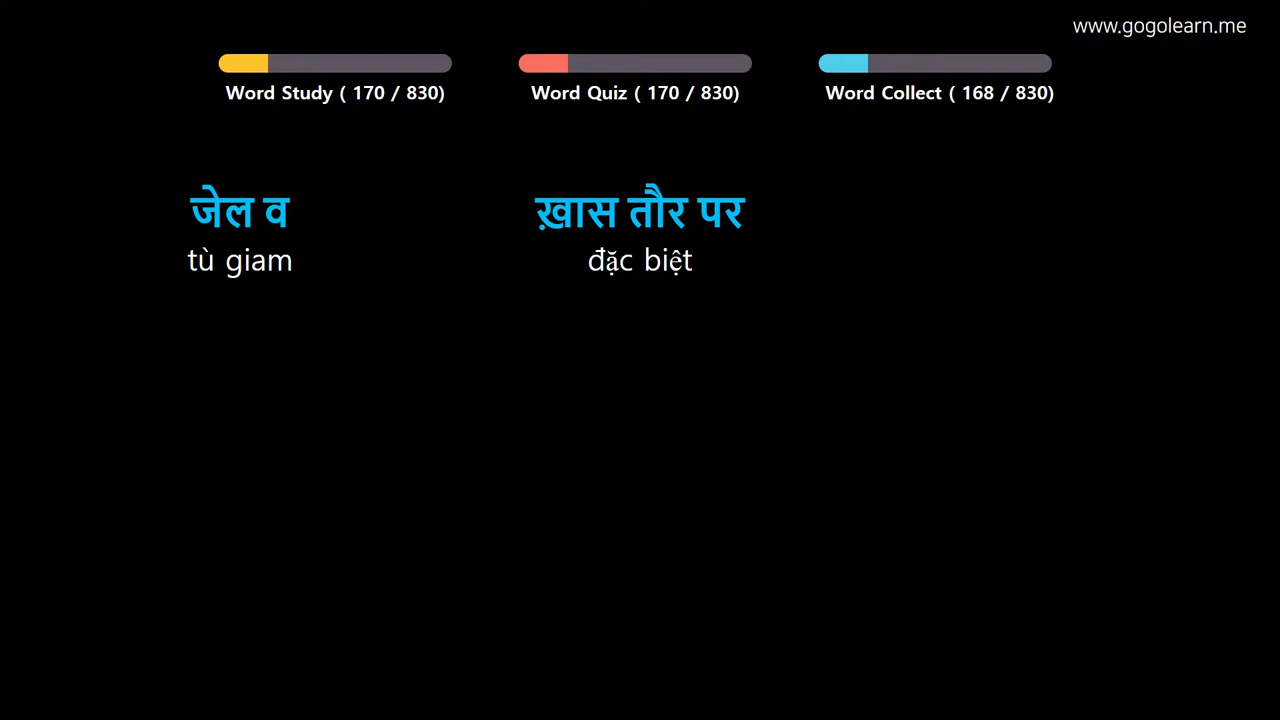 www.gogolearn.me
Word Study ( 170 / 830)
Word Quiz ( 170 / 830)
Word Collect ( 168 / 830)
जेल व
tù giam
ख़ास तौर पर
đặc biệt